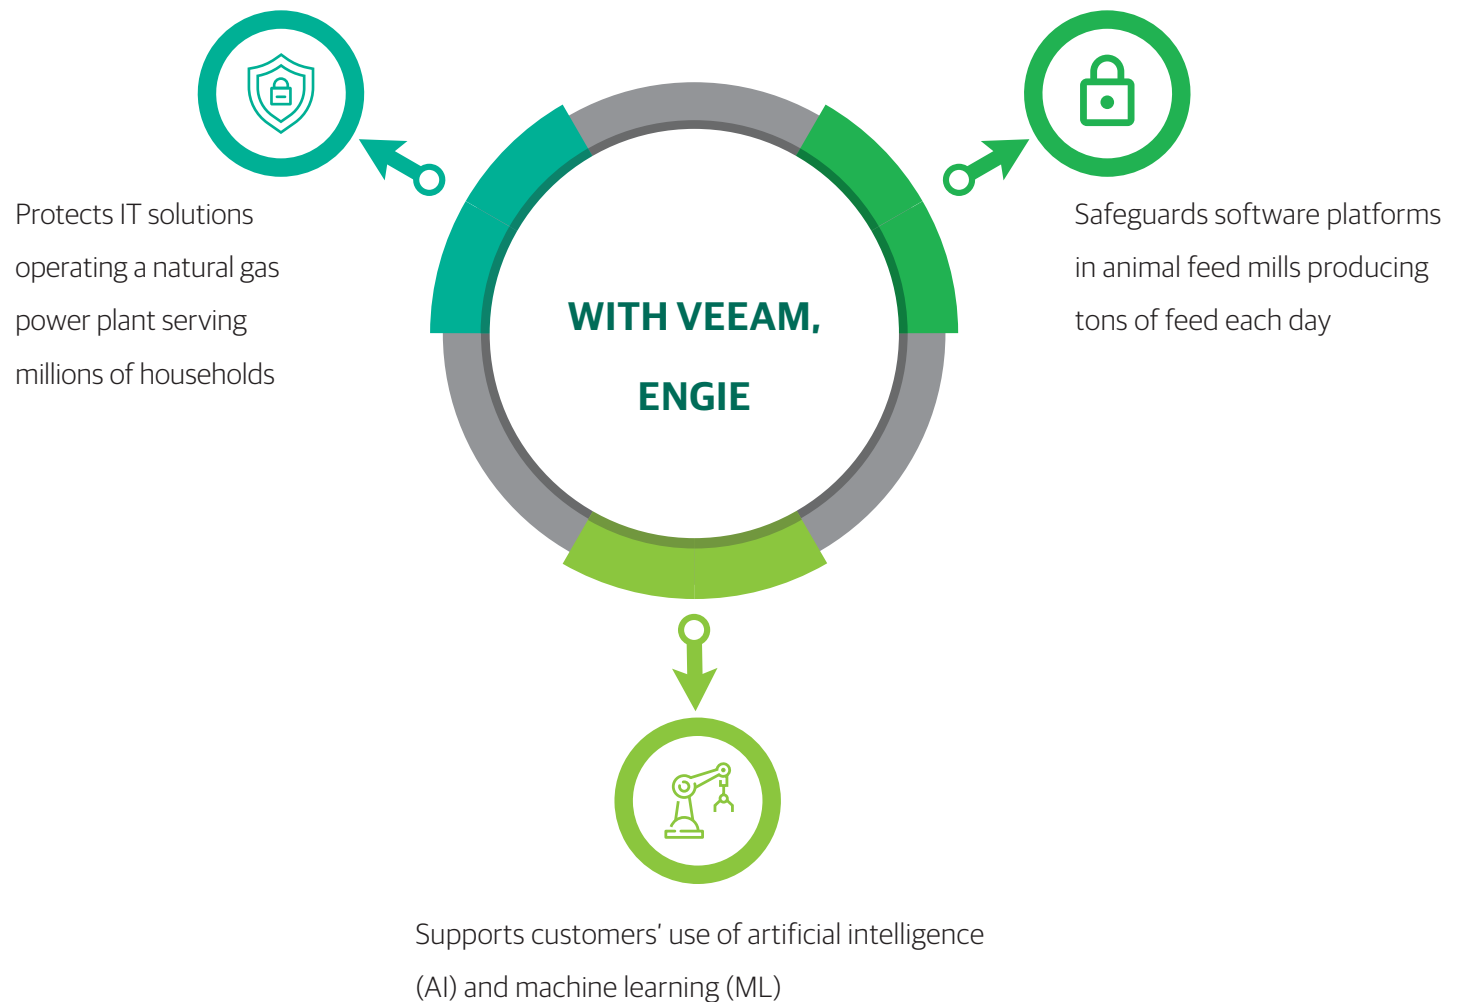 Protects IT solutions
operating a natural gas
power plant serving
millions of households
WITH VEEAM,
ENGIE
Safeguards software platforms
in animal feed mills producing
tons of feed each day
Supports customers’ use of artificial intelligence
(AI) and machine learning (ML)